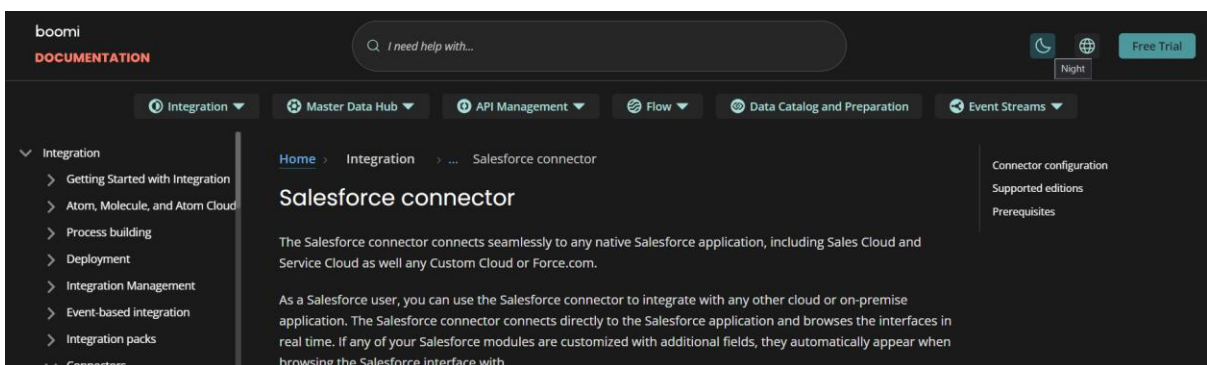 boomi
DOCUMENTATION
I need help with...
Free Trial
Night
Integration
Master Data Hub
API Management
Flow
Data Catalog and Preparation
Event Streams
Integration
Getting Started with Integration
Atom, Molecule, and Atom Cloud
Process building
Deployment
Integration Management
Event-based integration
Integration packs
Connectors
Home › Integration › ... Salesforce connector
Salesforce connector
The Salesforce connector connects seamlessly to any native Salesforce application, including Sales Cloud and
Service Cloud as well any Custom Cloud or Force.com.
As a Salesforce user, you can use the Salesforce connector to integrate with any other cloud or on-premise
application. The Salesforce connector connects directly to the Salesforce application and browses the interfaces in
real time. If any of your Salesforce modules are customized with additional fields, they automatically appear when
browsing the Salesforce interface with
Connector configuration
Supported editions
Prerequisites